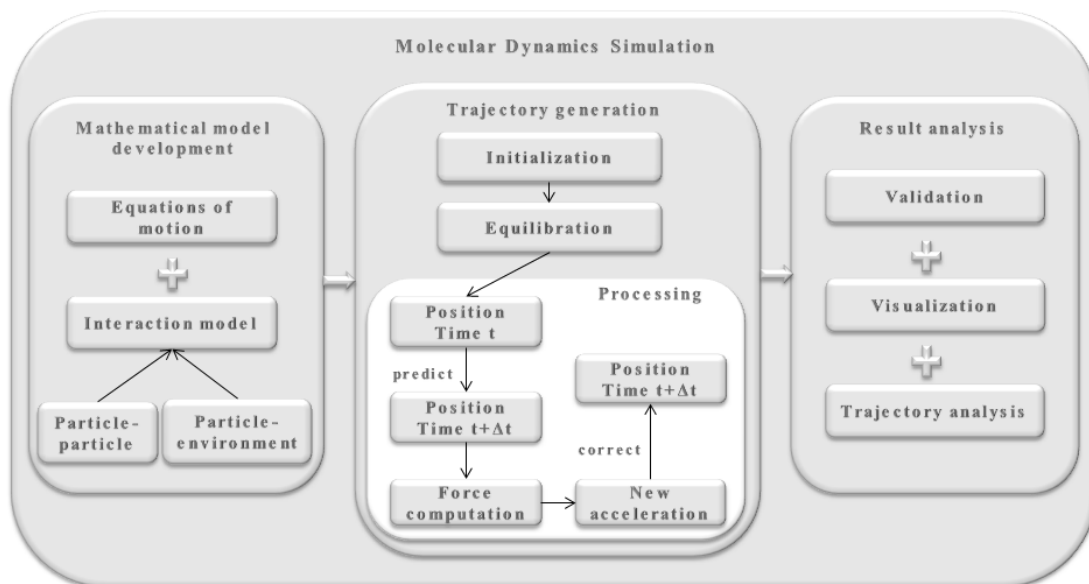 Molecular Dynamics Simulation
Mathematical model
development
Equations of
motion
Interaction model
Particle-
particle
Particle-
environment
Trajectory generation
Initialization
Equilibration
Processing
Position
Time t
predict
Position
Time t+Δt
Force
computation
New
acceleration
correct
Position
Time t+Δt
Result analysis
Validation
Visualization
Trajectory analysis